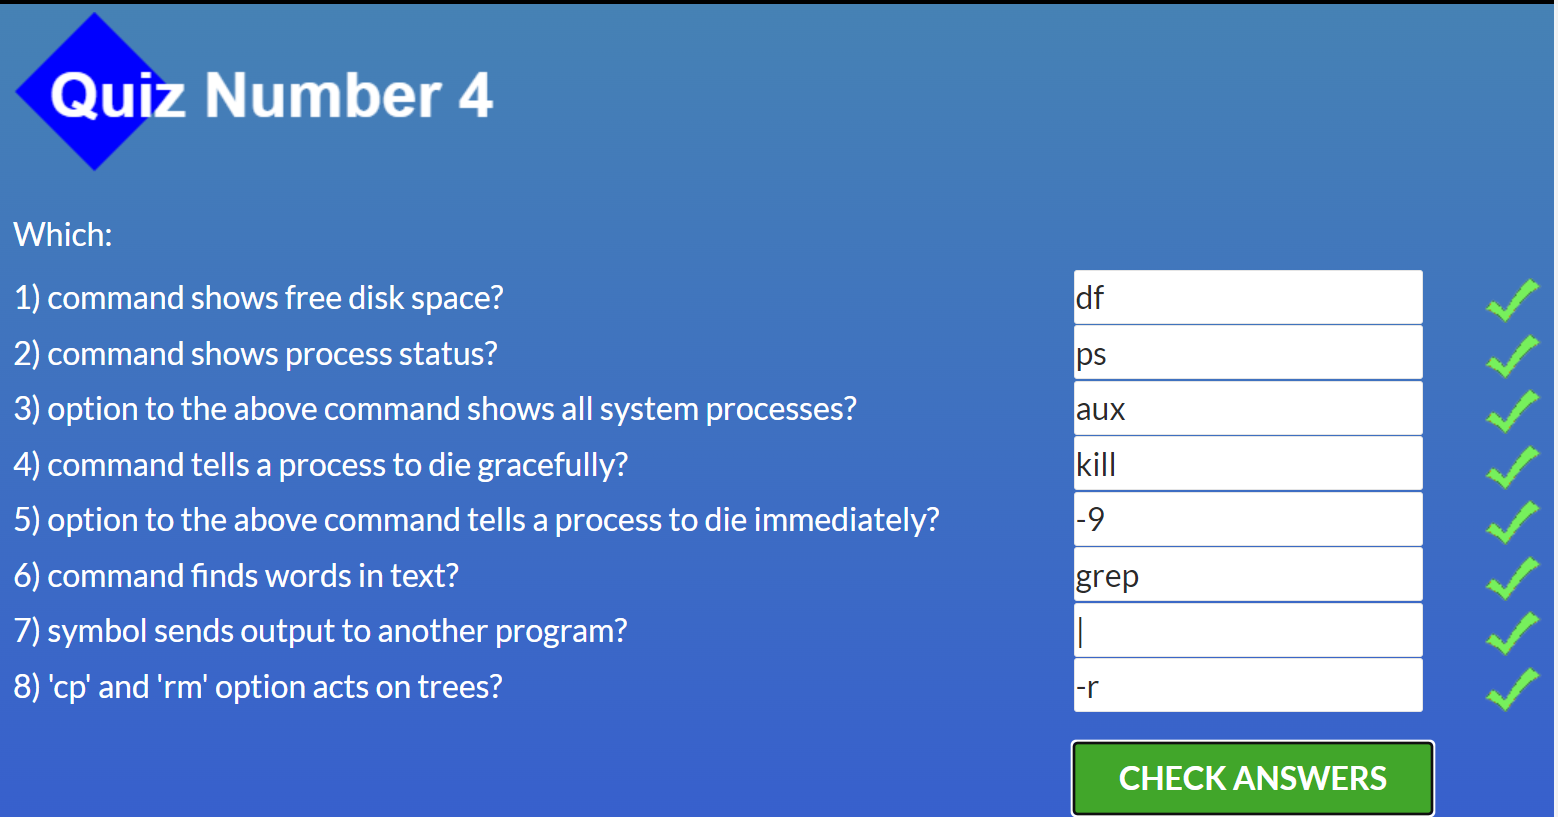 Quiz Number 4
Which:
1) command shows free disk space? df
2) command shows process status? ps
3) option to the above command shows all system processes? aux
4) command tells a process to die gracefully? kill
5) option to the above command tells a process to die immediately? -9
6) command finds words in text? grep
7) symbol sends output to another program? |
8) 'cp' and 'rm' option acts on trees? -r
CHECK ANSWERS